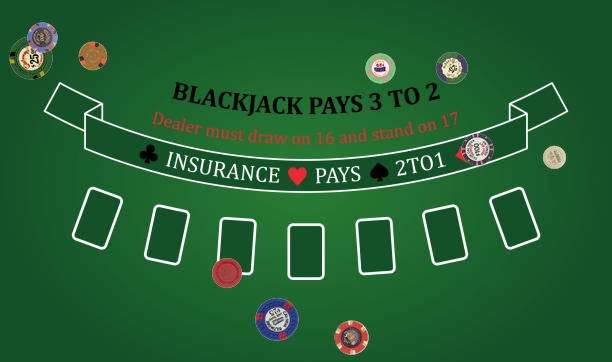 BLACKJACK PAYS 3 TO 2
Dealer must draw on 16 and stand on 17
INSURANCE PAYS 2TO1